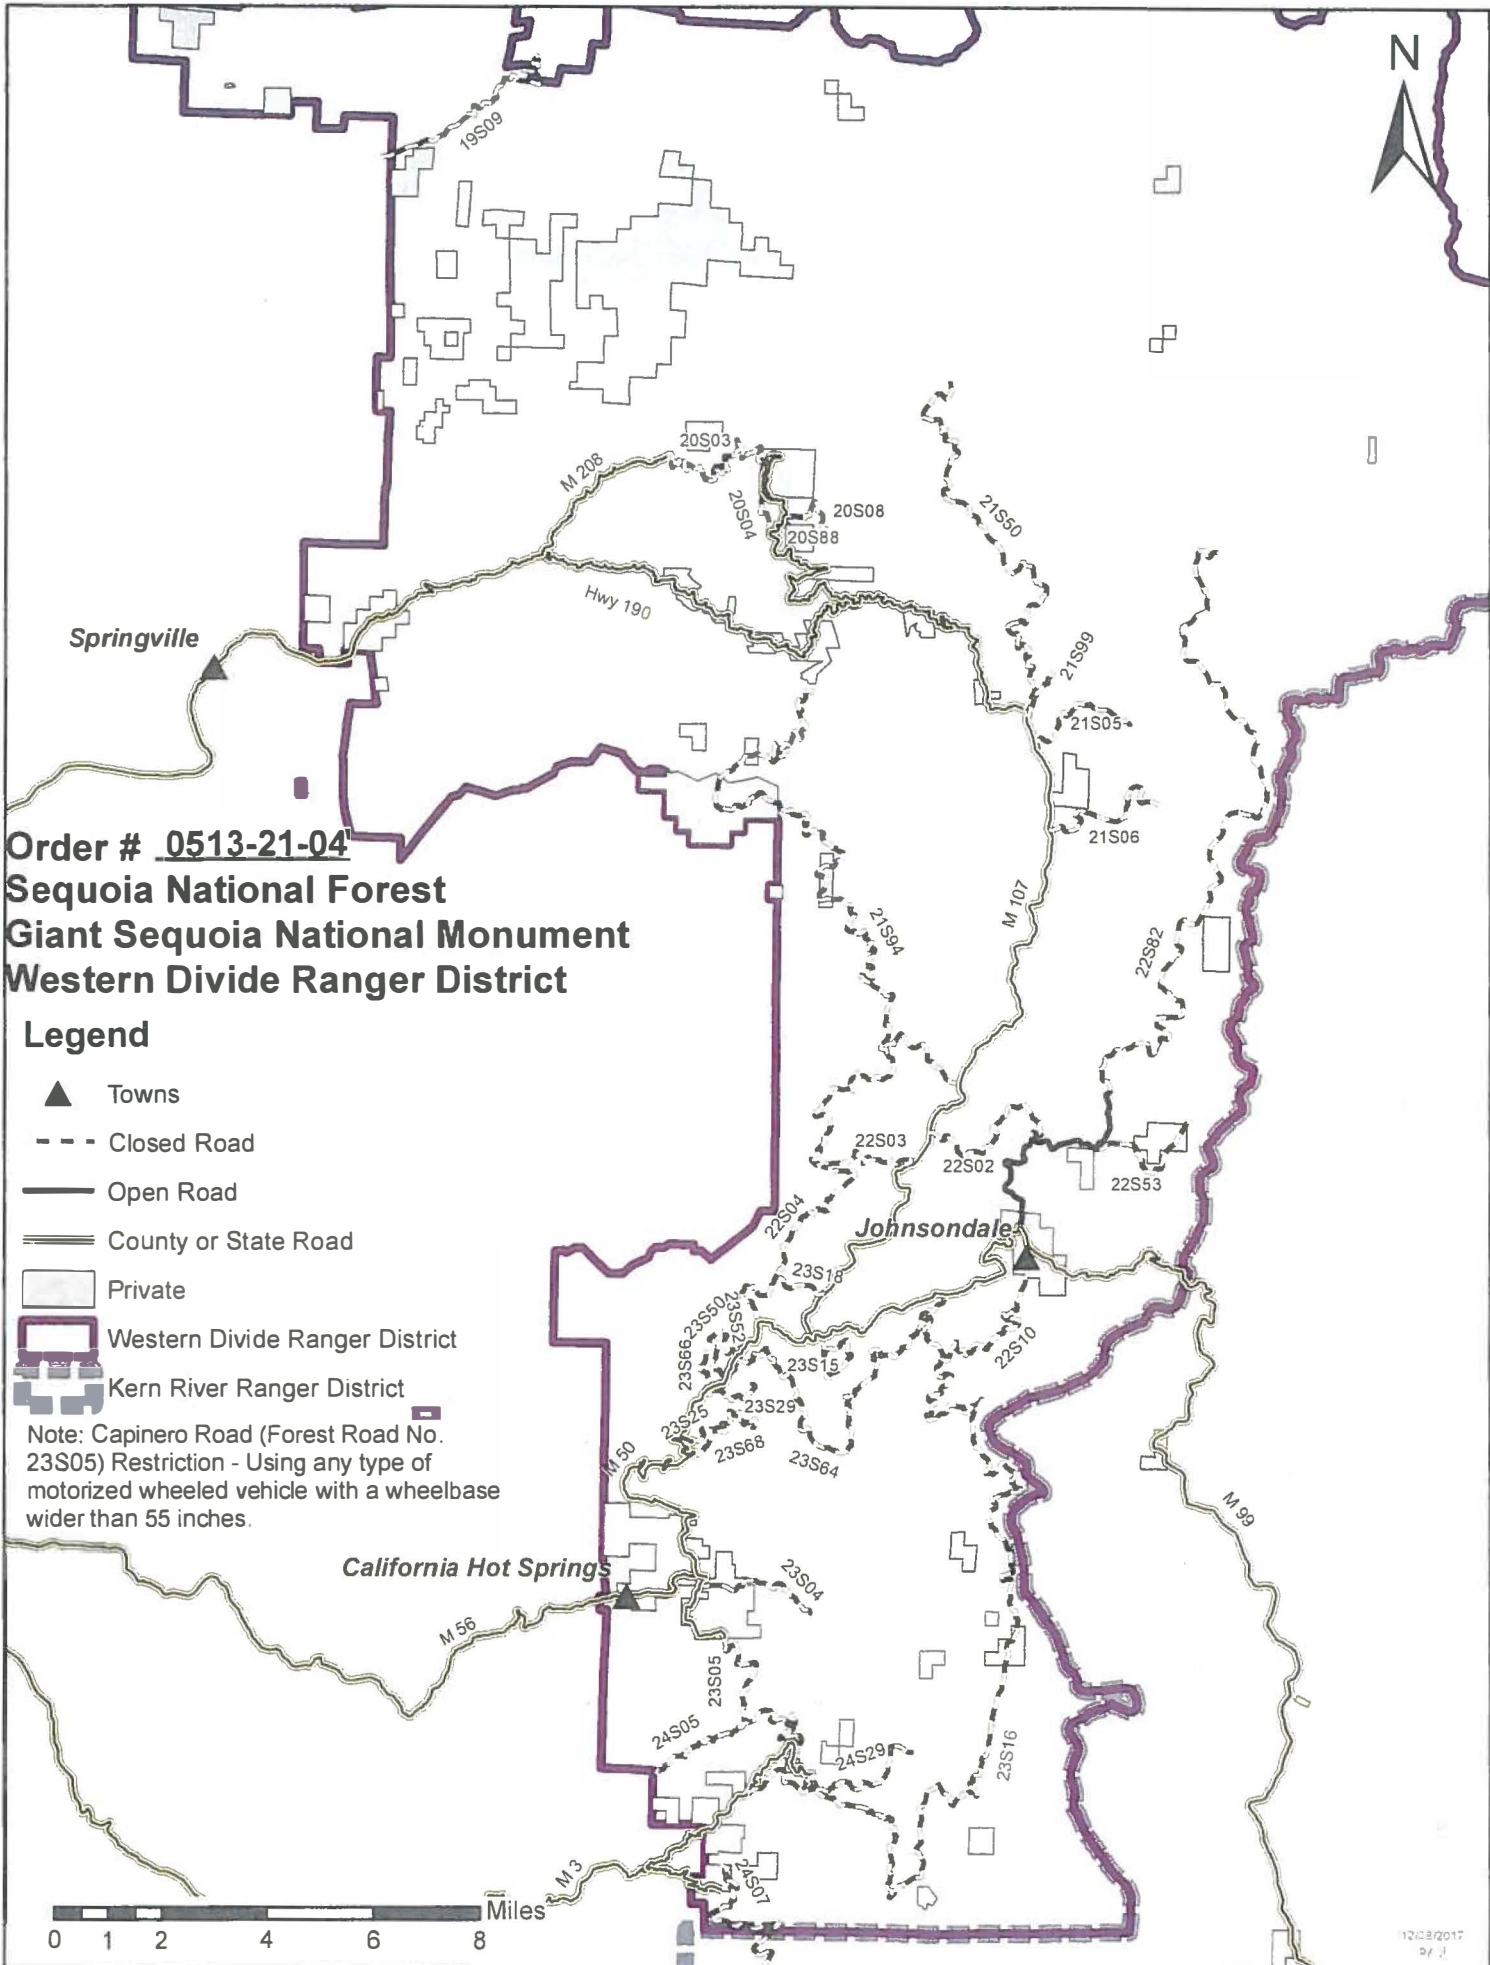 N
19S09
20S03
M 208
20S04
20S08
20S88
21S50
Hwy 190
Springville
21S99
21S05
21S06
Order # 0513-21-04
Sequoia National Forest
Giant Sequoia National Monument
Western Divide Ranger District
21S94
M 107
22S82
Legend
Towns
Closed Road
Open Road
County or State Road
Private
Western Divide Ranger District
Kern River Ranger District
Note: Capinero Road (Forest Road No.
23S05) Restriction - Using any type of
motorized wheeled vehicle with a wheelbase
wider than 55 inches.
22S03
22S02
22S53
22S04
Johnsondale
23S18
23S50
23S52
23S66
23S15
22S10
23S29
23S25
23S68
23S64
M 50
M 99
California Hot Springs
23S04
M 56
23S05
24S05
24S29
23S16
M 3
24S07
Miles
0 1 2 4 6 8
12/28/2017